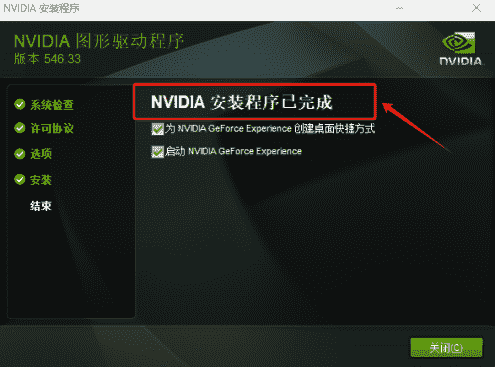 NVIDIA 安装程序
NVIDIA 图形驱动程序
版本 546.33
NVIDIA.
系统检查
许可协议
选项
安装
结束
NVIDIA 安装程序已完成
为 NVIDIA GeForce Experience 创建桌面快捷方式
启动 NVIDIA GeForce Experience
关闭(C)